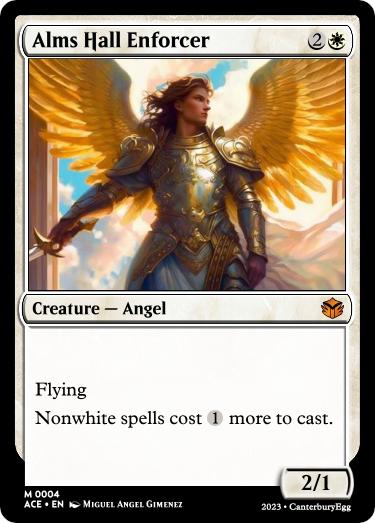 Alms Hall Enforcer 2
Creature — Angel
Flying
Nonwhite spells cost 1 more to cast.
2/1
M 0004
ACE • EN Miguel Angel Gimenez
2023 • CanterburyEgg